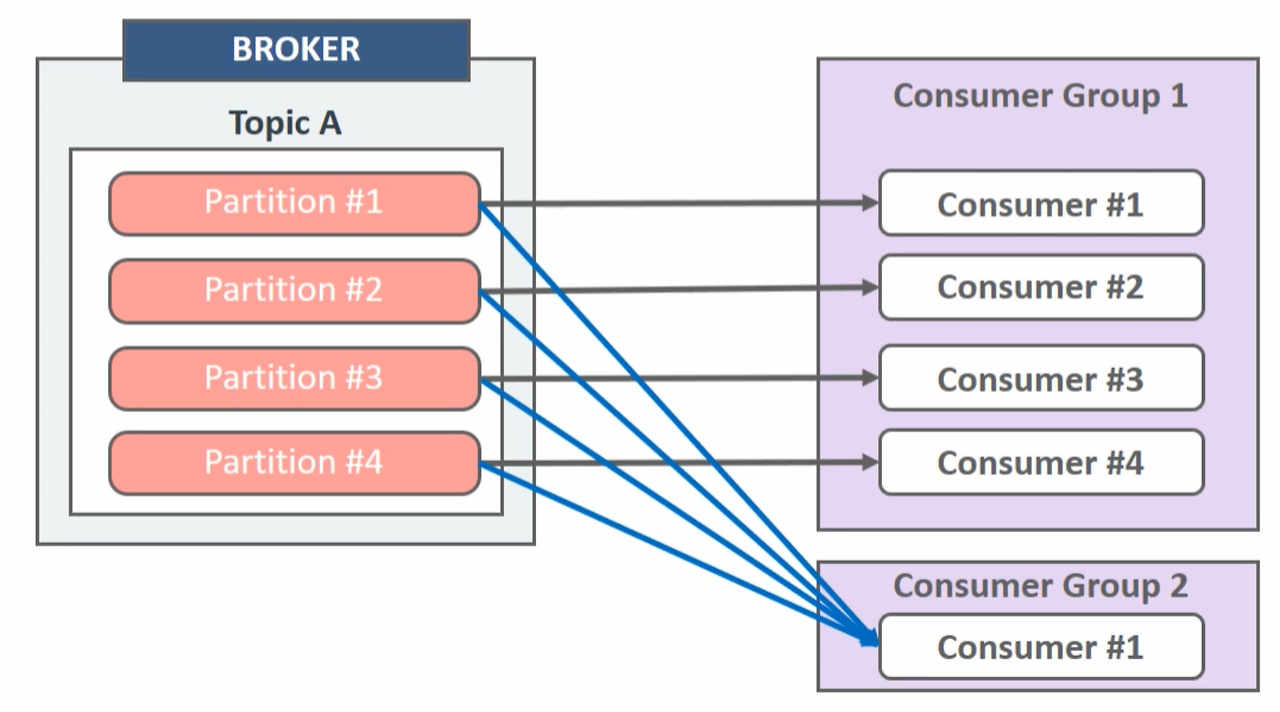 BROKER
Topic A
Partition #1
Partition #2
Partition #3
Partition #4
Consumer Group 1
Consumer #1
Consumer #2
Consumer #3
Consumer #4
Consumer Group 2
Consumer #1